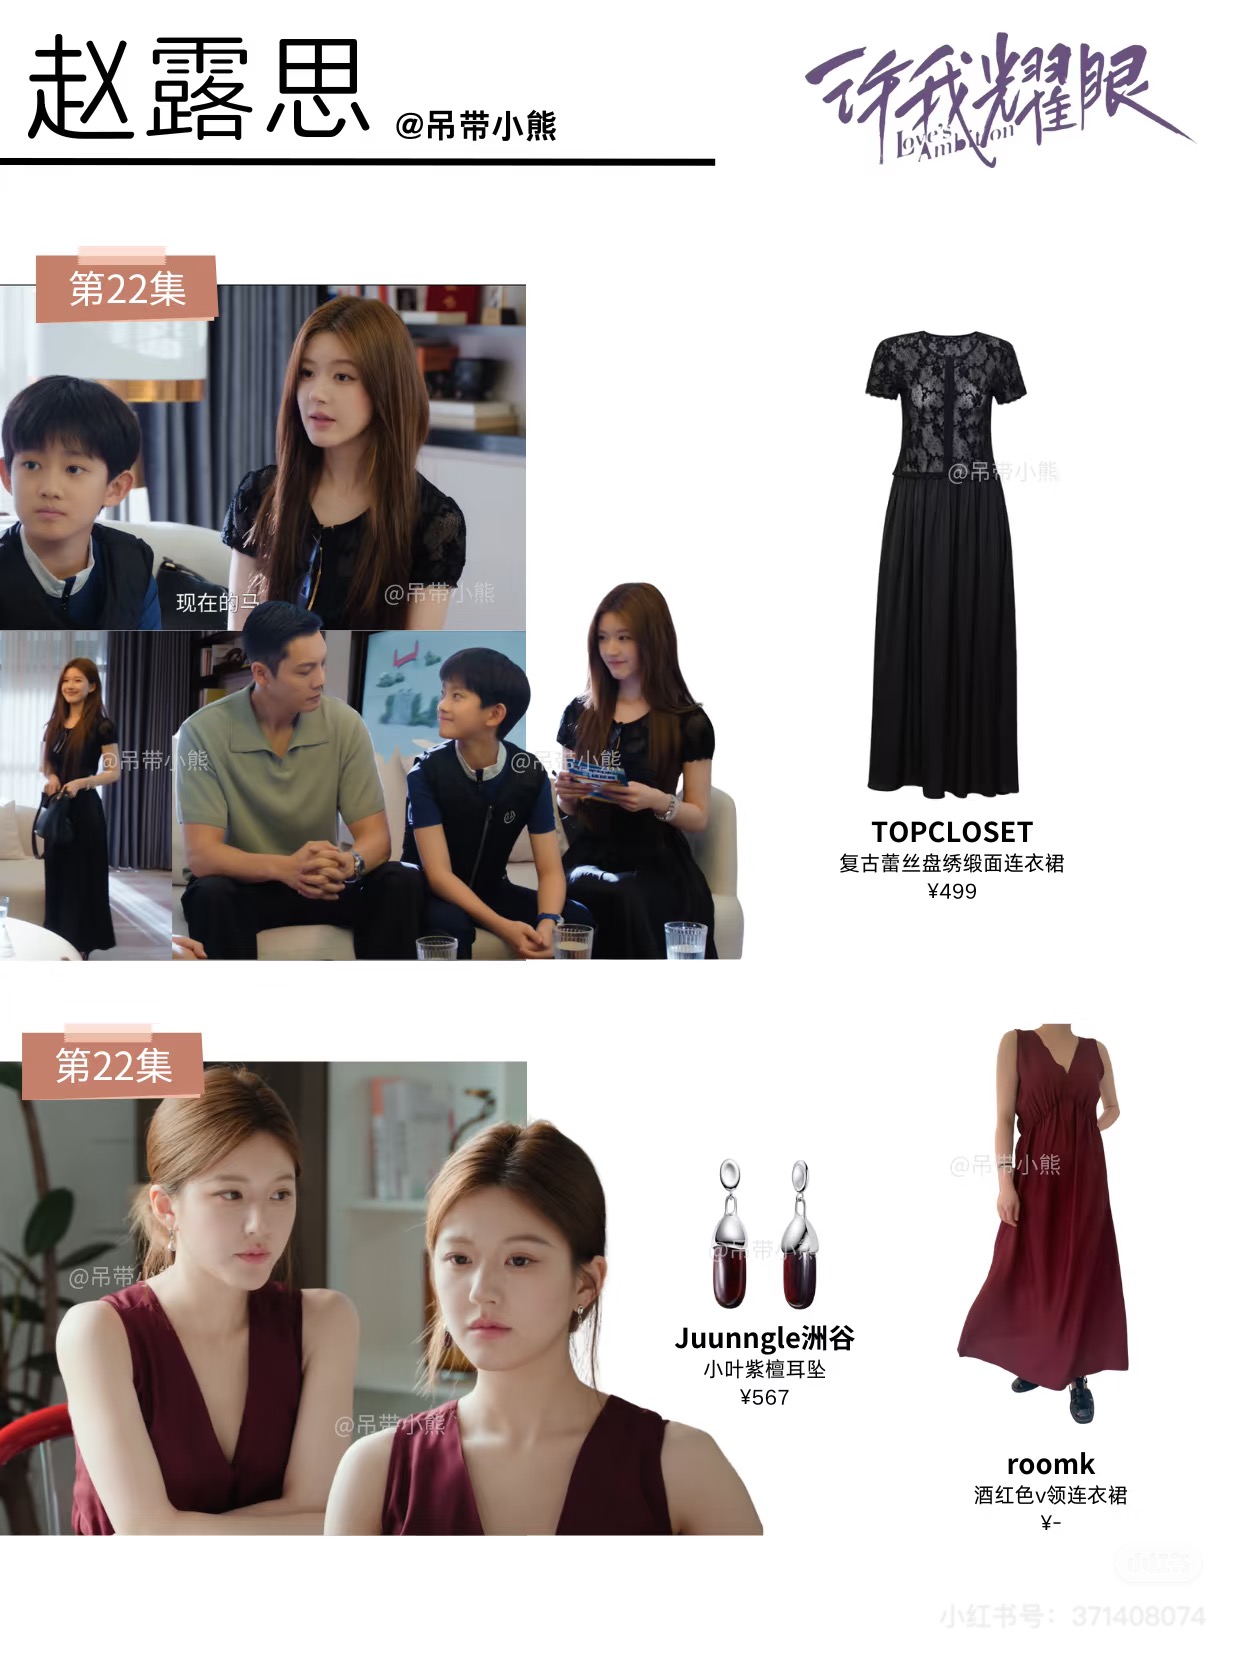 赵露思 @吊带小熊
许我耀眼
Love's
Ambition
第22集
现在的马
@吊带小熊
@吊带小熊
@吊带小熊
@吊带小熊
TOPCLOSET
复古蕾丝盘绣缎面连衣裙
¥499
第22集
@吊带小熊
@吊带小熊
@吊带小熊
@吊带小熊
Juunngle洲谷
小叶紫檀耳坠
¥567
roomk
酒红色v领连衣裙
¥-
小红书
小红书号：371408074